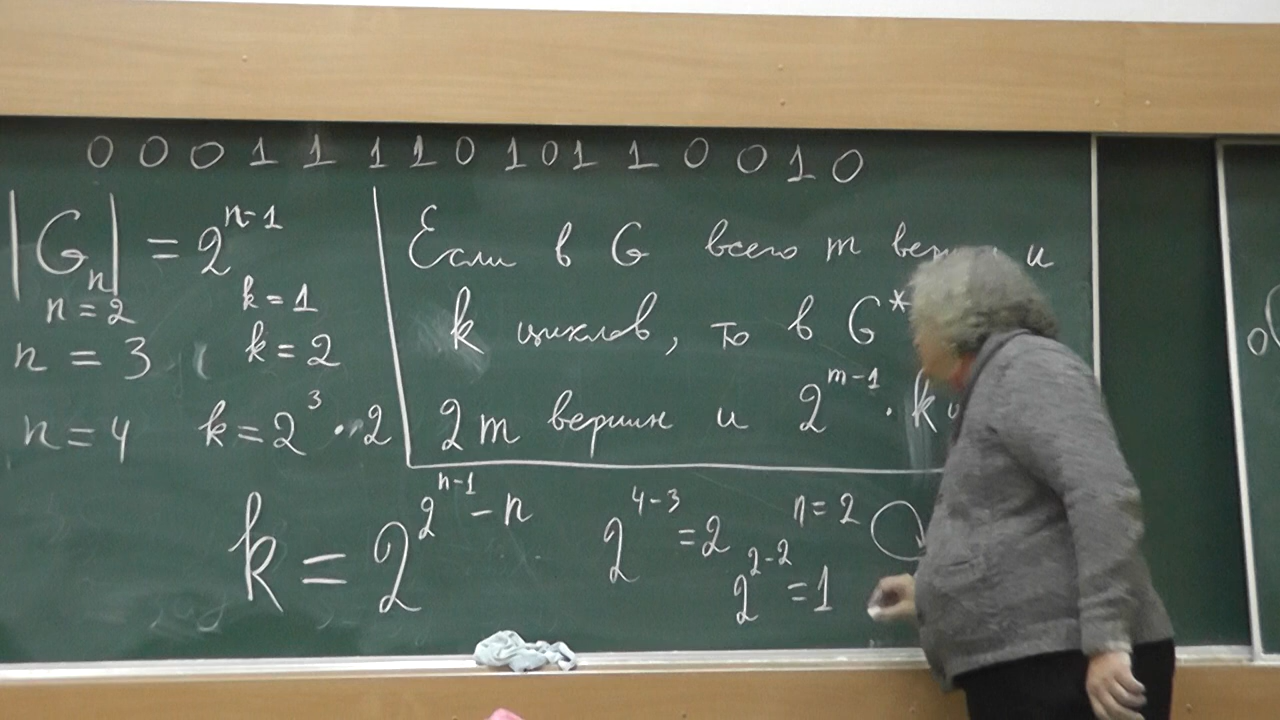 0 0 0 1 1 1 1 0 1 0 1 1 0 0 1 0
|Gₙ| = 2^{n-1}
n=2 k=1
n = 3 k=2
n=4 k=2^3 · 2
Если в G всего m и
k циклов, то в G*
2m вершин и 2^{m-1} · k
k = 2^{2^{n-1} - n}
2^{4-3} = 2 n=2
2^{2-2} = 1